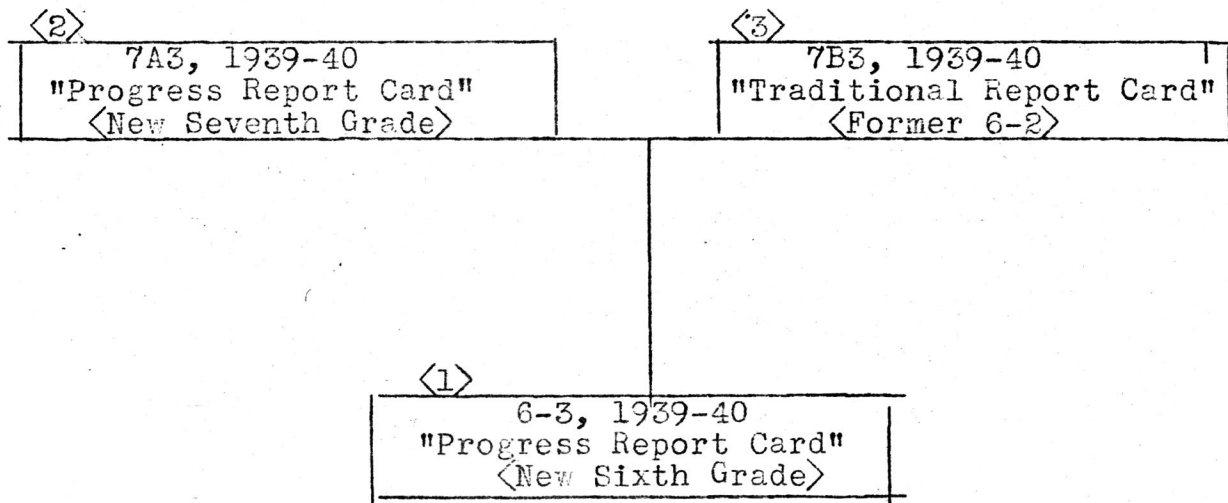 <2>
7A3, 1939-40
"Progress Report Card"
<New Seventh Grade>
<3>
7B3, 1939-40
"Traditional Report Card"
<Former 6-2>
<1>
6-3, 1939-40
"Progress Report Card"
<New Sixth Grade>